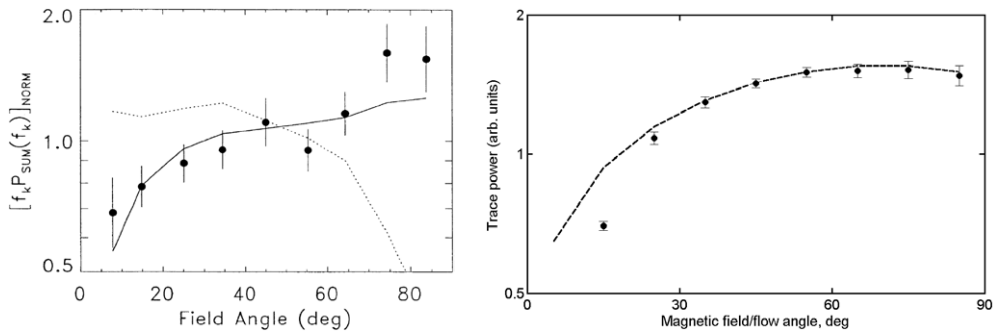 2.0
1.0
0.5
[f_k P_SUM(f_k)]_NORM
0 20 40 60 80
Field Angle (deg)
2
1
0.5
Trace power (arb. units)
0 30 60 90
Magnetic field/flow angle, deg